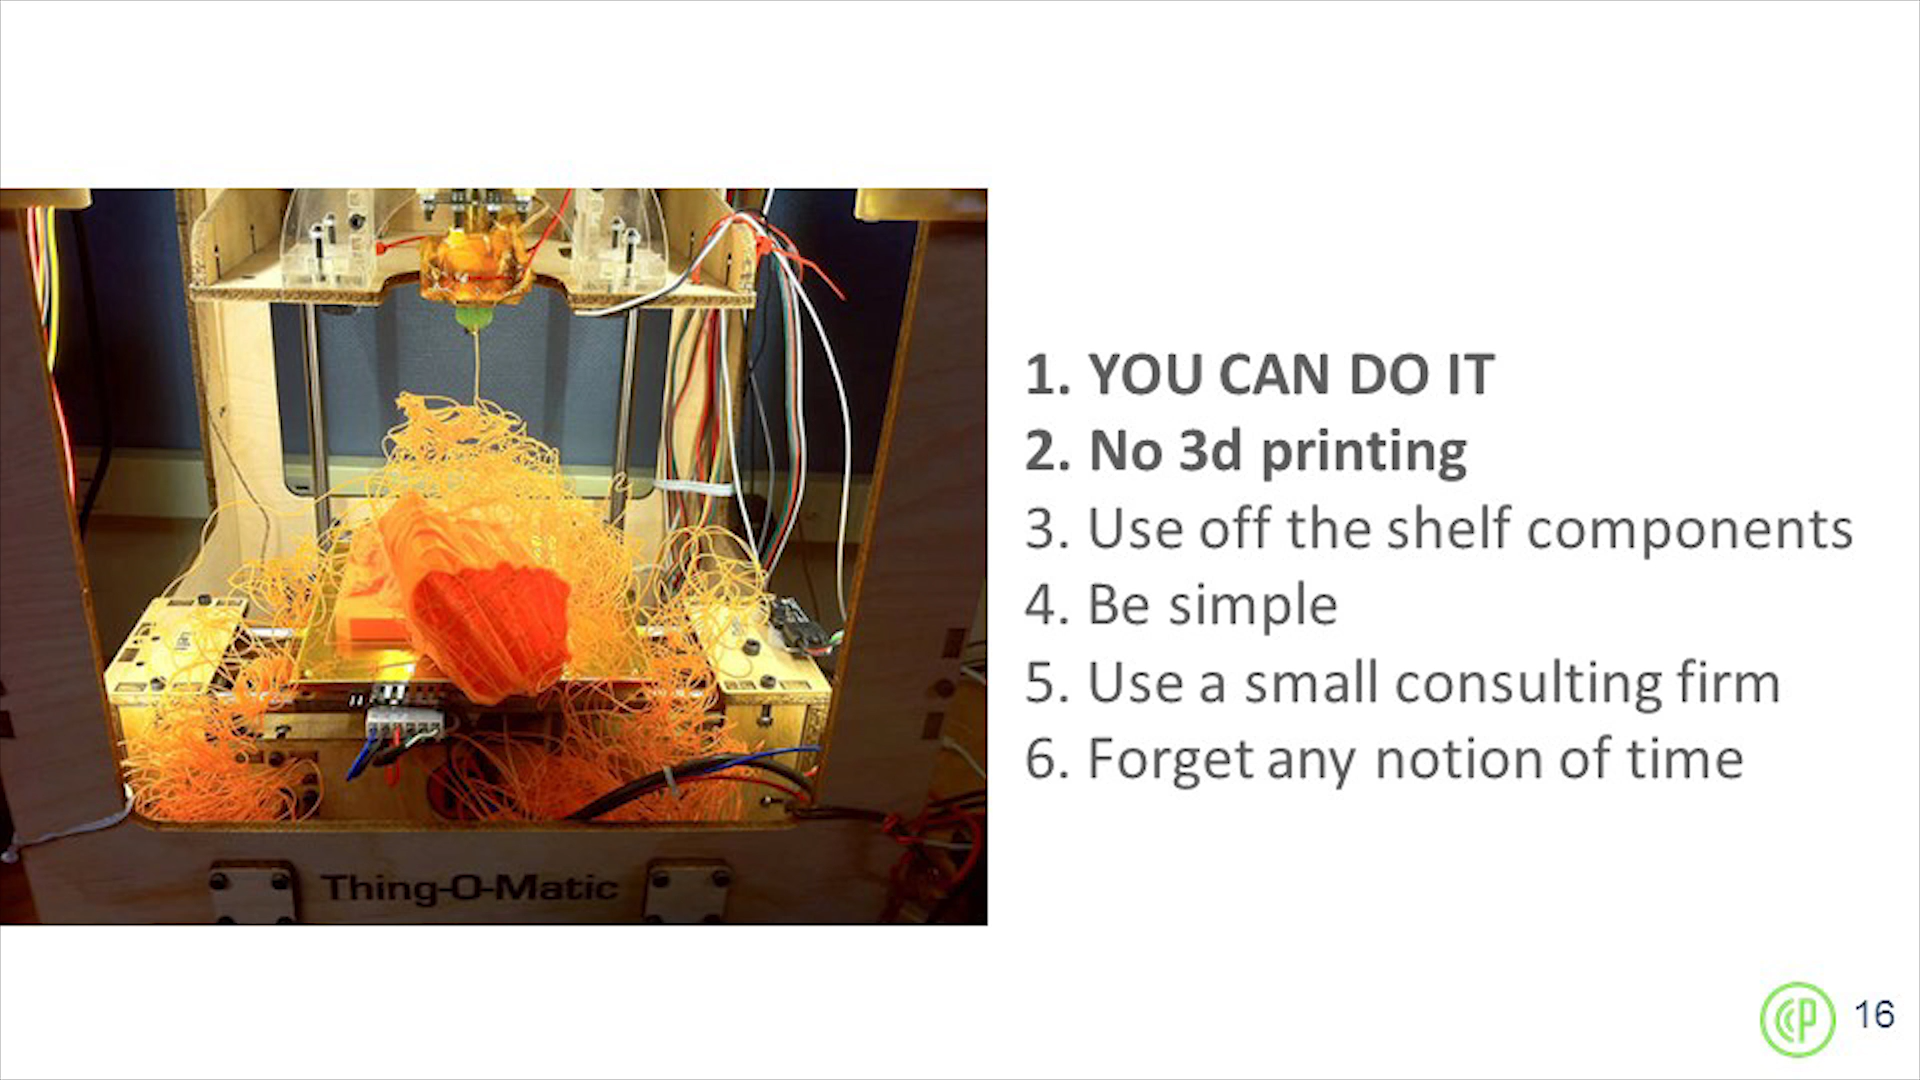 1. YOU CAN DO IT
2. No 3d printing
3. Use off the shelf components
4. Be simple
5. Use a small consulting firm
6. Forget any notion of time
Thing-O-Matic
CP 16